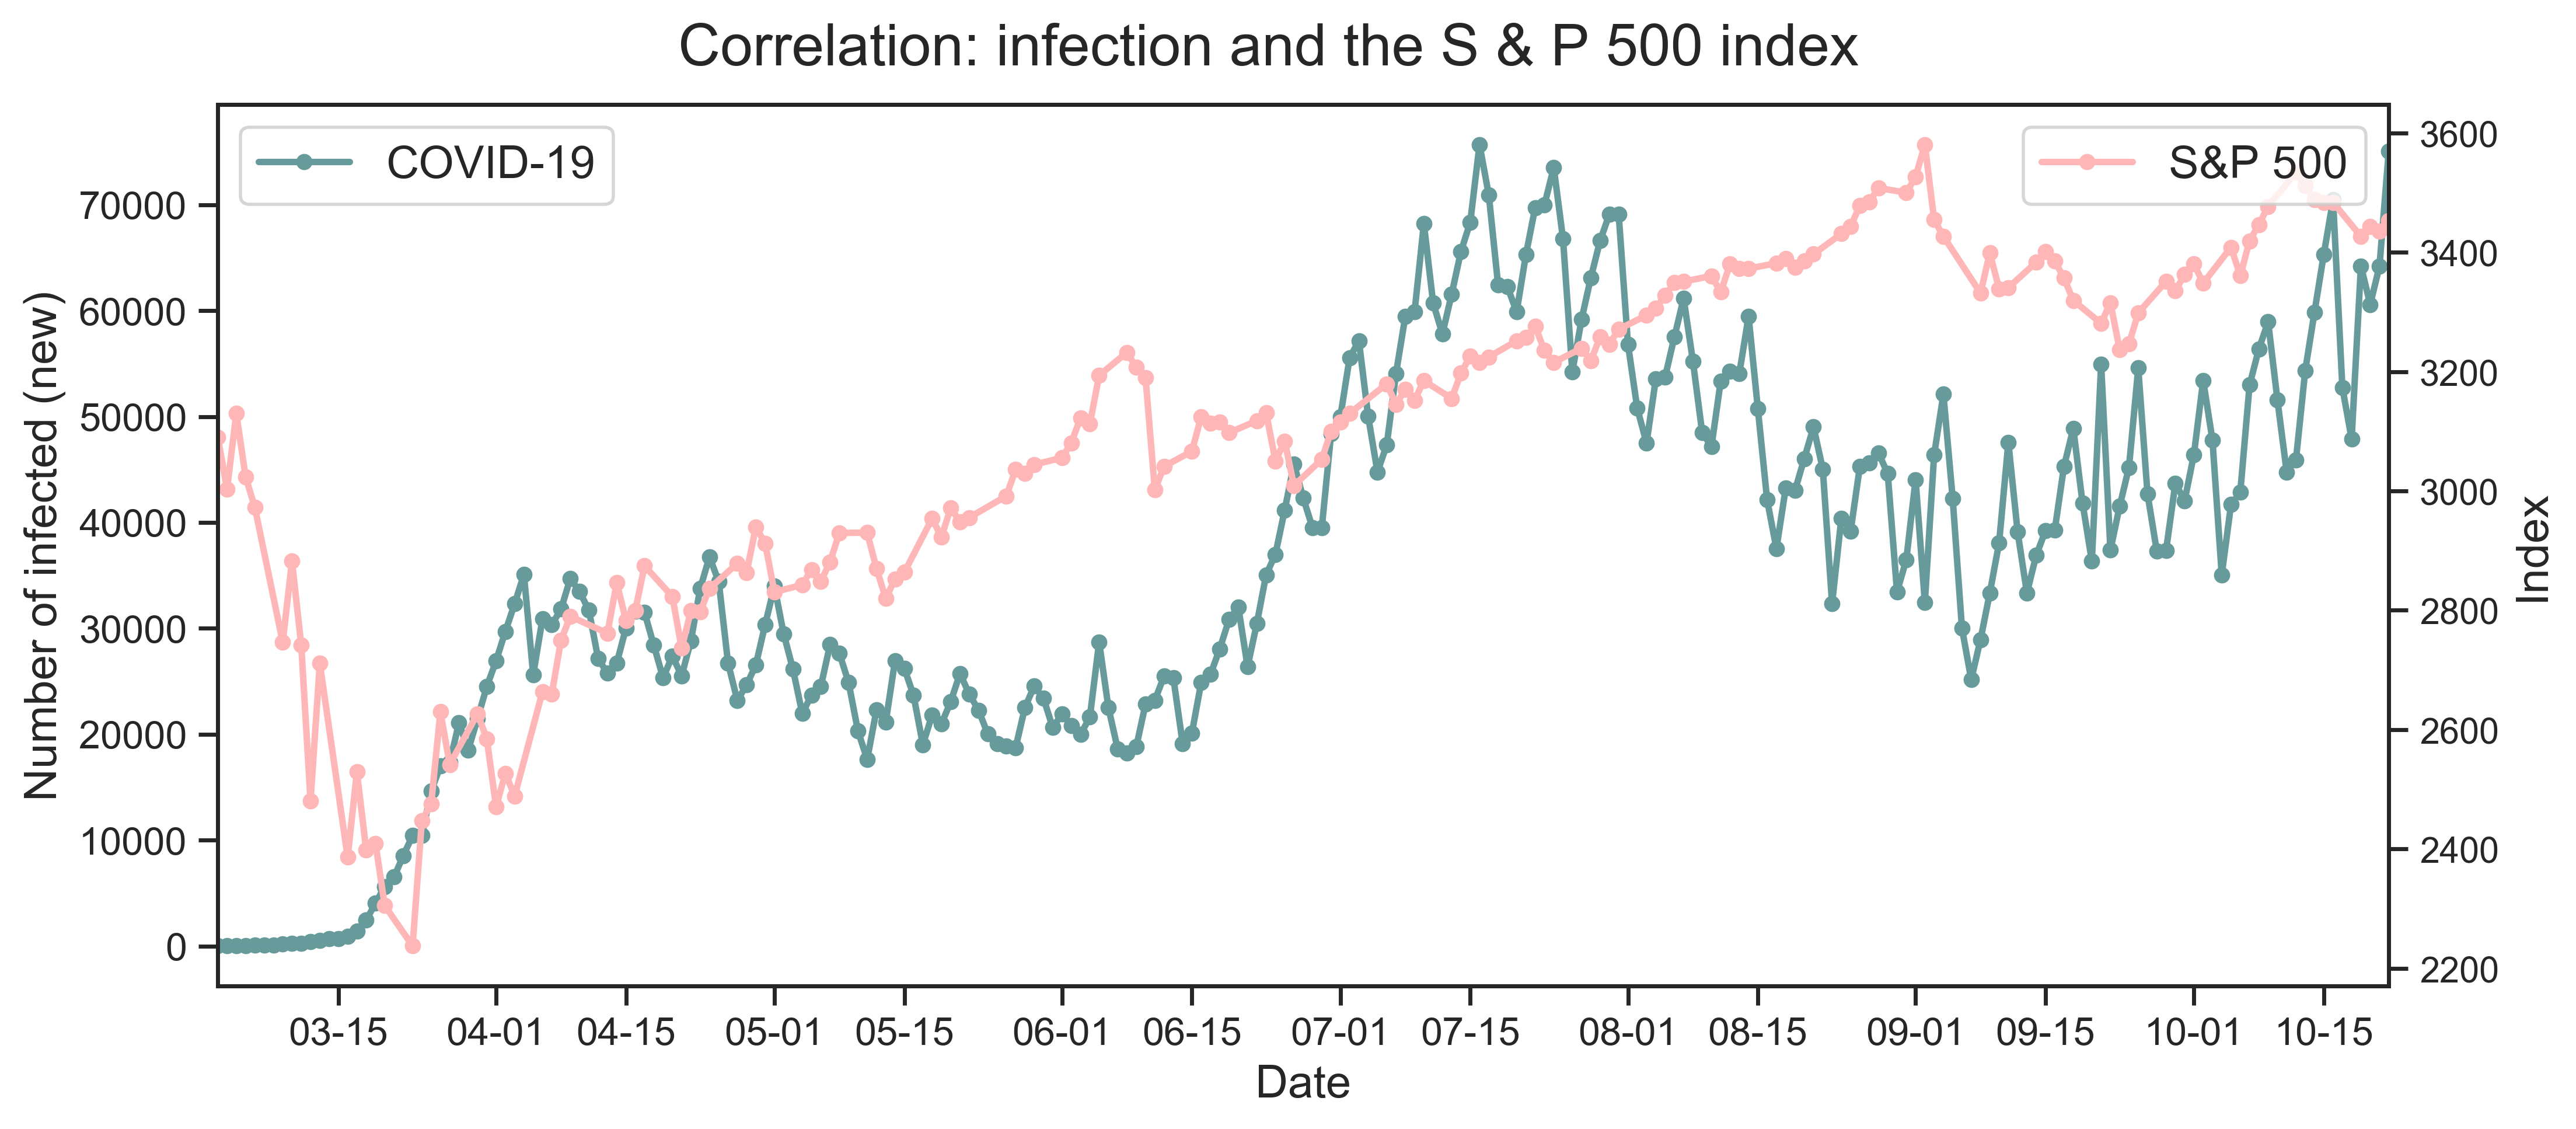 Correlation: infection and the S & P 500 index
COVID-19
S&P 500
Number of infected (new)
70000
60000
50000
40000
30000
20000
10000
0
3600
3400
3200
3000
2800
2600
2400
2200
Index
03-15 04-01 04-15 05-01 05-15 06-01 06-15 07-01 07-15 08-01 08-15 09-01 09-15 10-01 10-15
Date